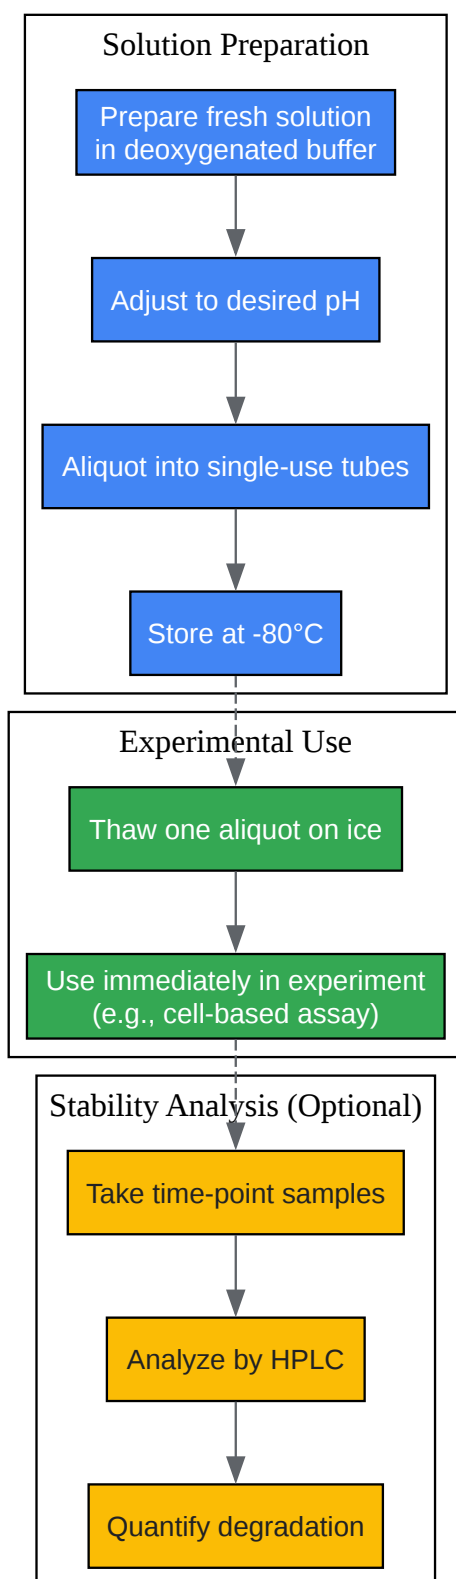 Solution Preparation
Prepare fresh solution
in deoxygenated buffer
Adjust to desired pH
Aliquot into single-use tubes
Store at -80°C
Experimental Use
Thaw one aliquot on ice
Use immediately in experiment
(e.g., cell-based assay)
Stability Analysis (Optional)
Take time-point samples
Analyze by HPLC
Quantify degradation